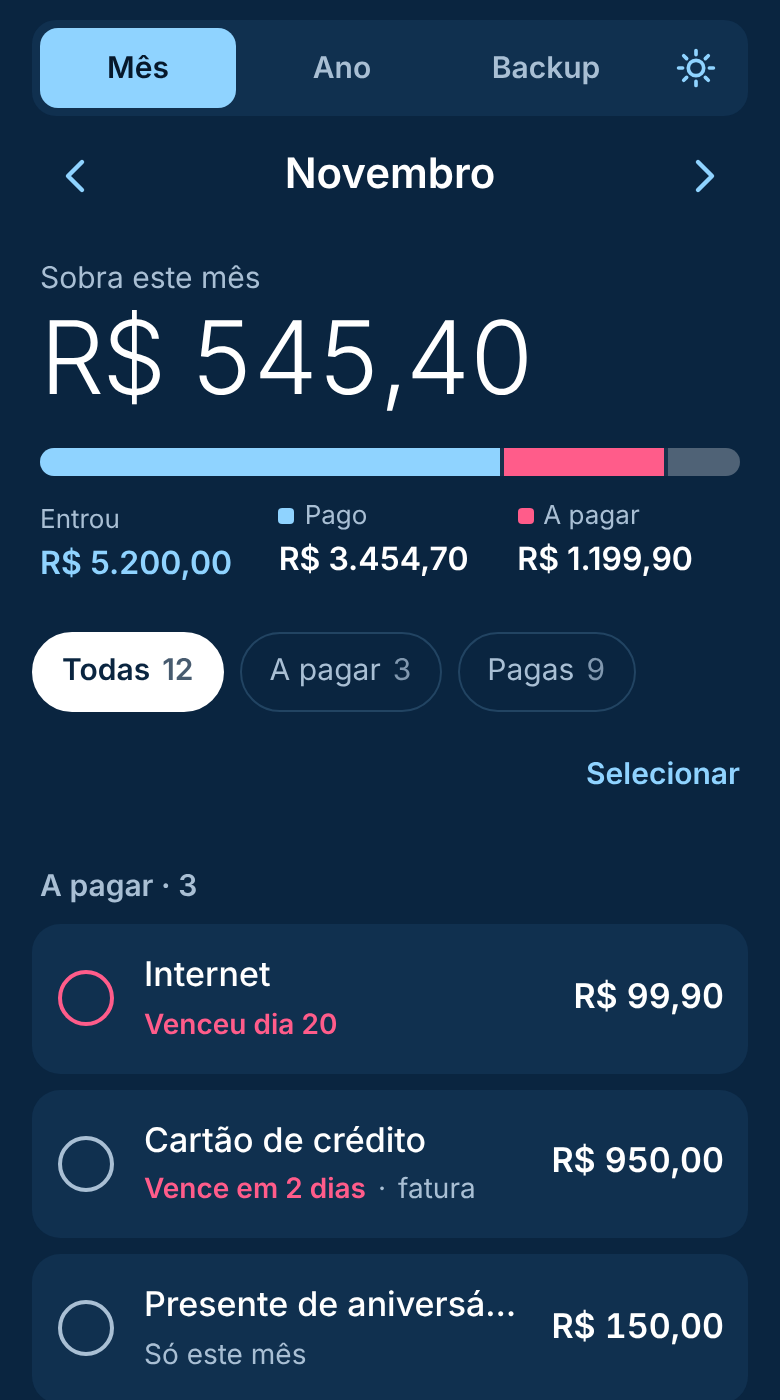 Mês Ano Backup
Novembro
Sobra este mês
R$ 545,40
Entrou Pago A pagar
R$ 5.200,00 R$ 3.454,70 R$ 1.199,90
Todas 12 A pagar 3 Pagas 9
Selecionar
A pagar · 3
Internet
R$ 99,90
Venceu dia 20
Cartão de crédito
R$ 950,00
Vence em 2 dias · fatura
Presente de aniversá...
R$ 150,00
Só este mês